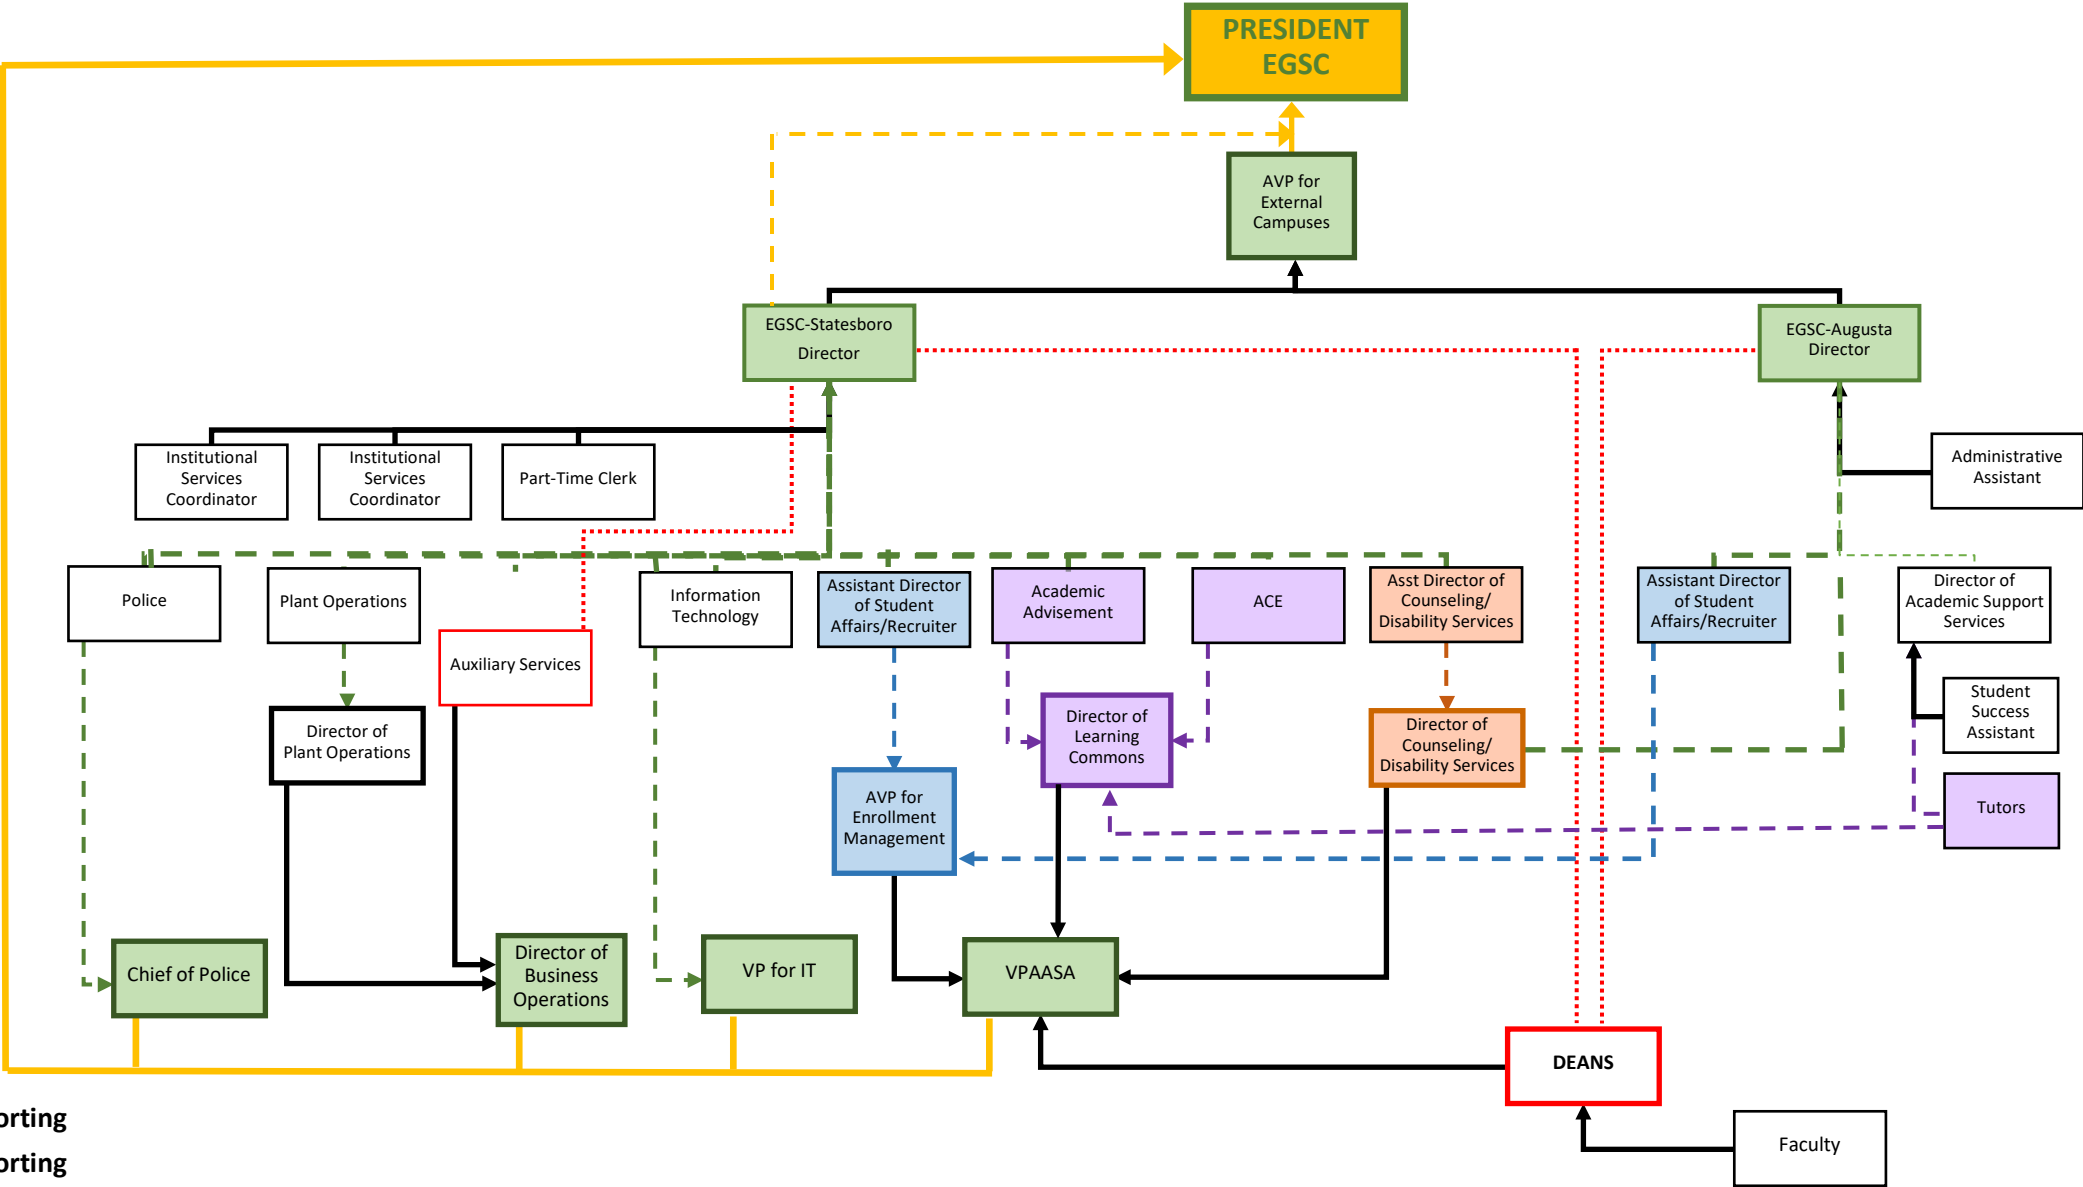 PRESIDENT
EGSC
AVP for
External
Campuses
EGSC-Statesboro
Director
EGSC-Augusta
Director
Institutional
Services
Coordinator
Institutional
Services
Coordinator
Part-Time Clerk
Administrative
Assistant
Police
Plant Operations
Auxiliary Services
Information
Technology
Assistant Director
of Student
Affairs/Recruiter
Academic
Advisement
ACE
Asst Director of
Counseling/
Disability Services
Assistant Director
of Student
Affairs/Recruiter
Director of
Academic Support
Services
Student
Success
Assistant
Director of
Plant Operations
Director of
Learning
Commons
Director of
Counseling/
Disability Services
AVP for
Enrollment
Management
Tutors
Chief of Police
Director of
Business
Operations
VP for IT
VPAASA
DEANS
Faculty
orting
orting